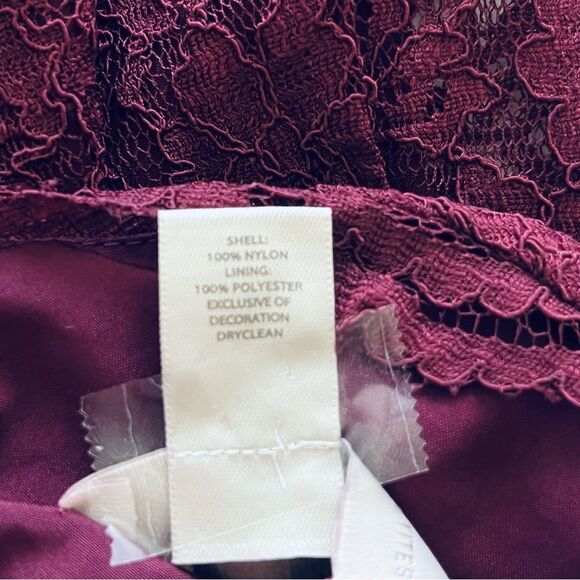 SHELL:
100% NYLON
LINING:
100% POLYESTER
EXCLUSIVE OF
DECORATION
DRYCLEAN